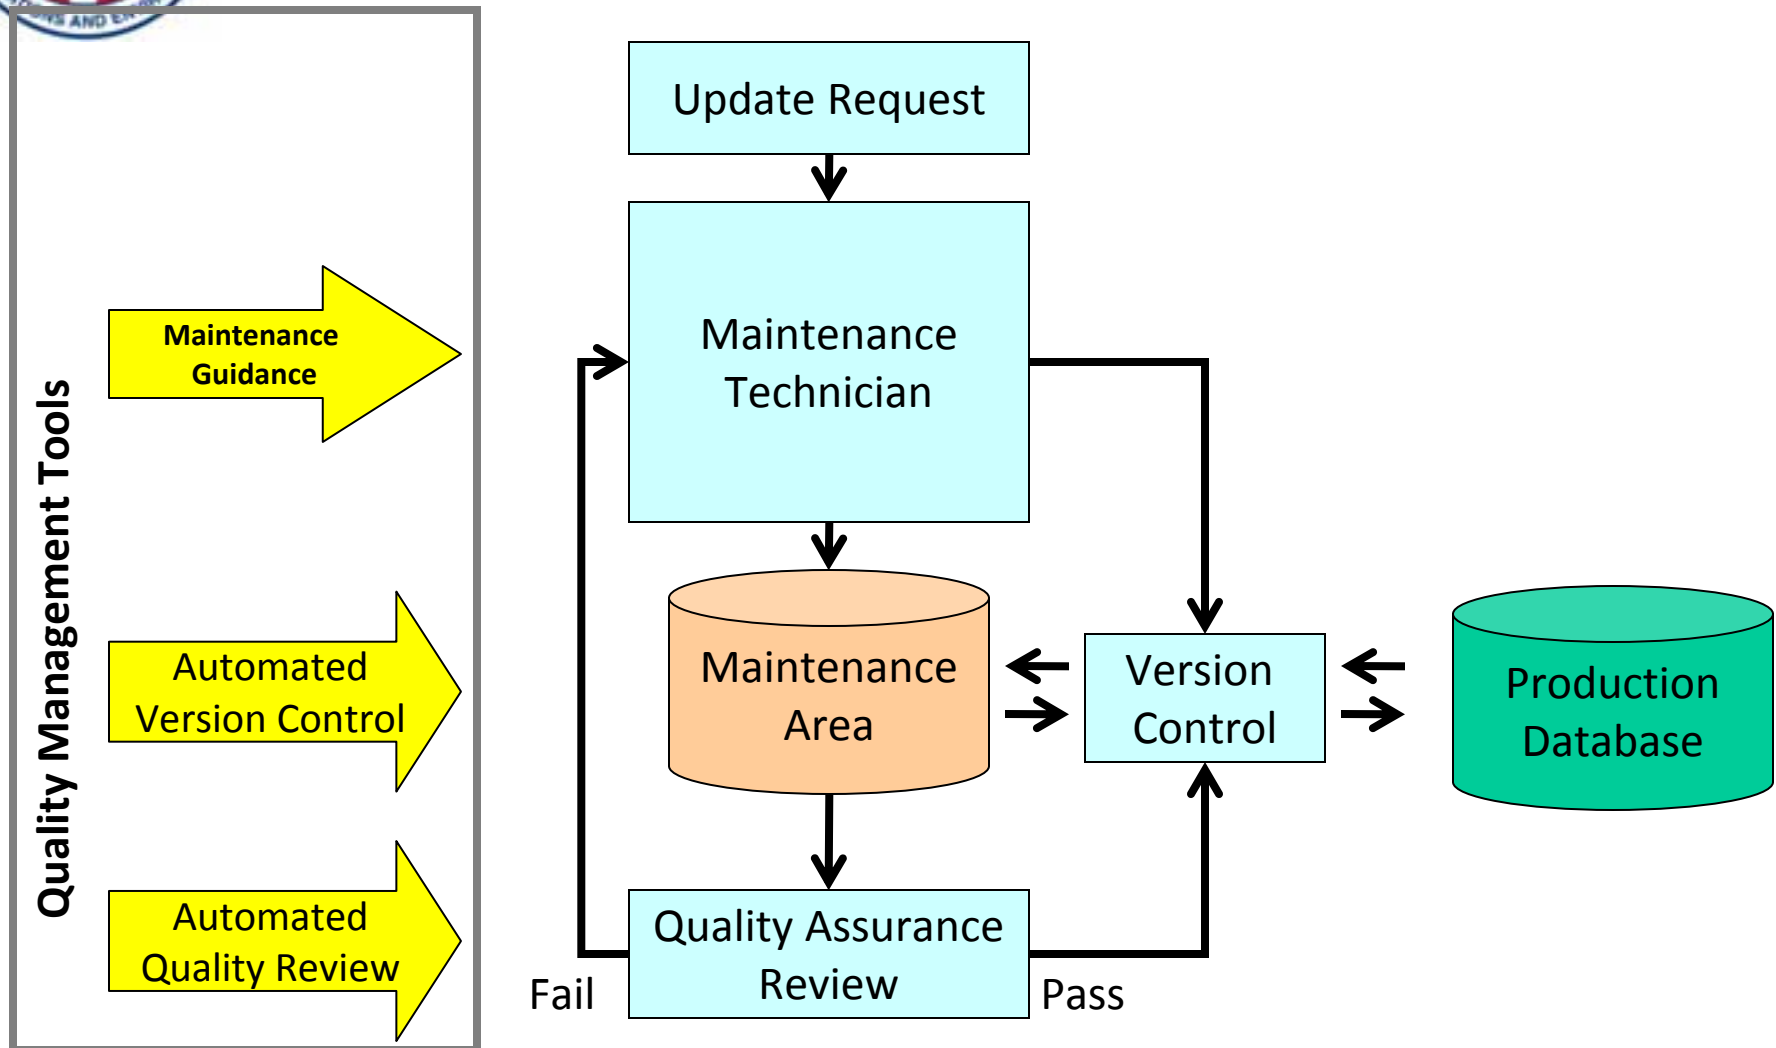 AND
Quality Management Tools
Maintenance
Guidance
Automated
Version Control
Automated
Quality Review
Update Request
Maintenance
Technician
Maintenance
Area
Version
Control
Production
Database
Quality Assurance
Review
Fail
Pass